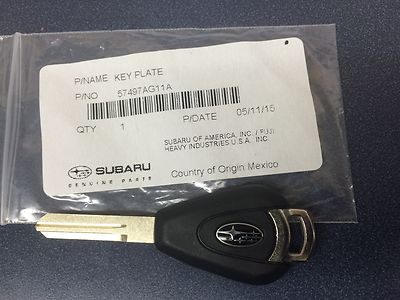 P/NAME KEY PLATE
P/NO 57497AG11A
QTY 1 P/DATE 05/11/15
SUBARU OF AMERICA, INC. / FUJI
HEAVY INDUSTRIES U.S.A., INC.
SUBARU
GENUINE PARTS
Country of Origin Mexico